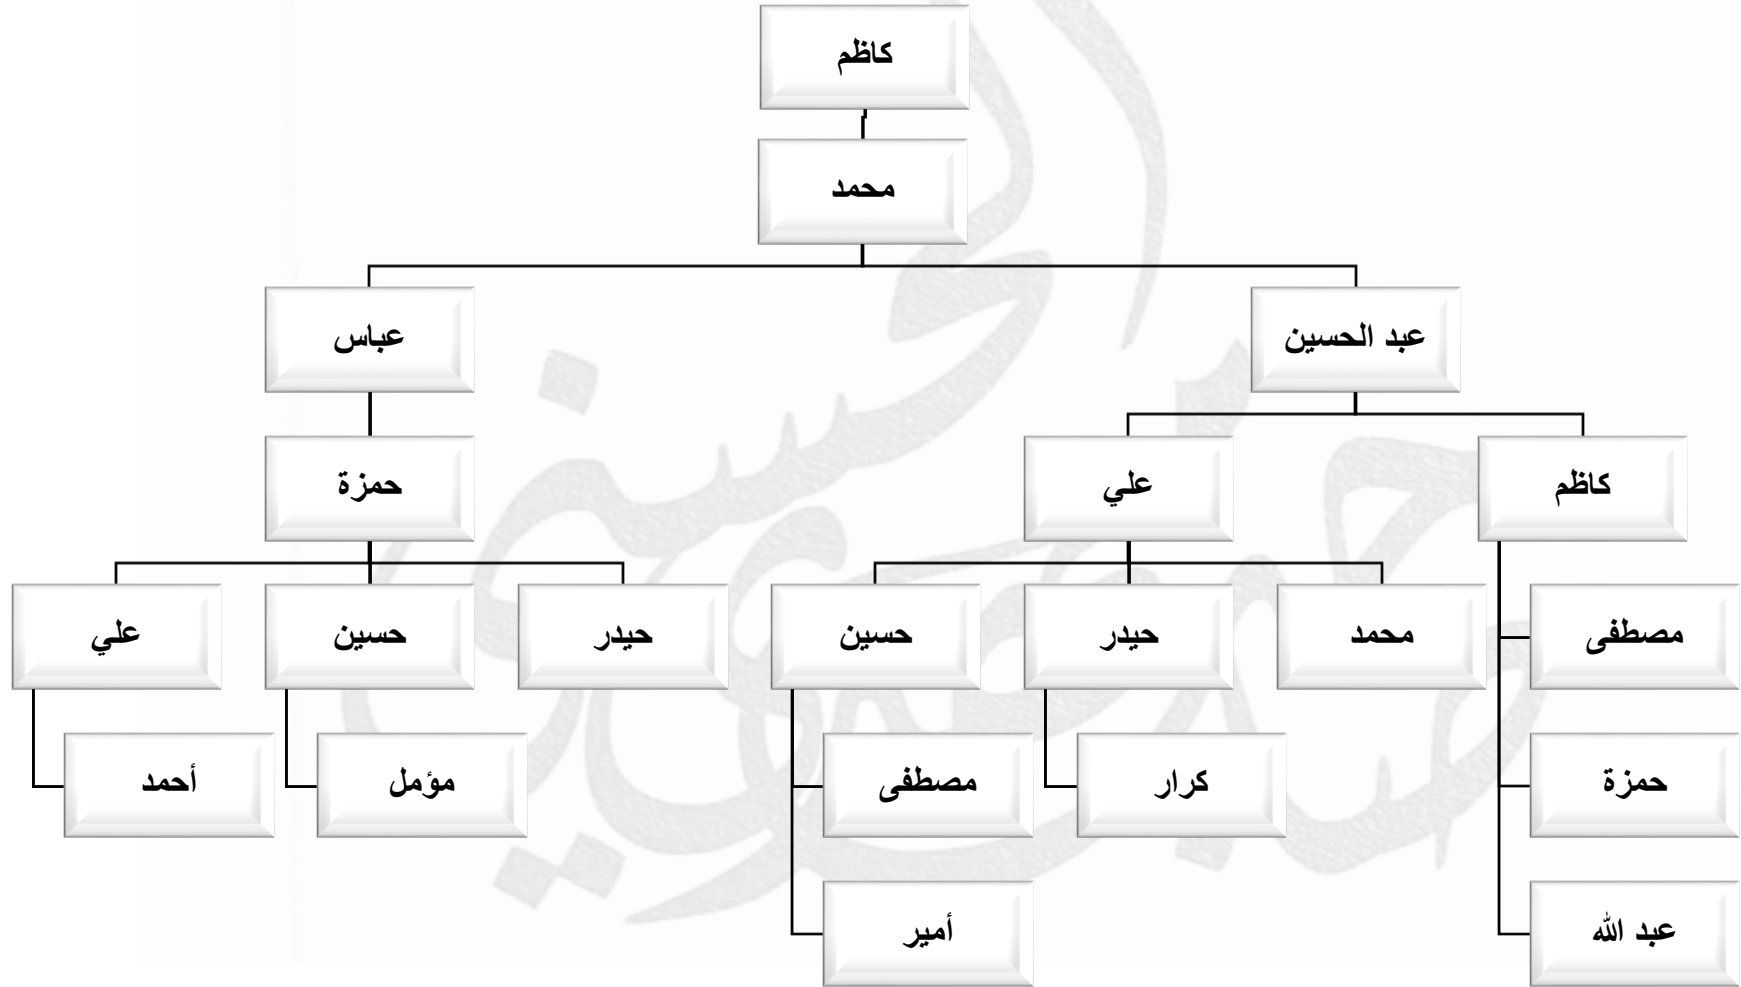 كاظم
محمد
عبد الحسين
عباس
كاظم
علي
حمزة
مصطفى
محمد
حيدر
حسين
حيدر
حسين
علي
حمزة
كرار
مصطفى
مؤمل
أحمد
عبد الله
أمير